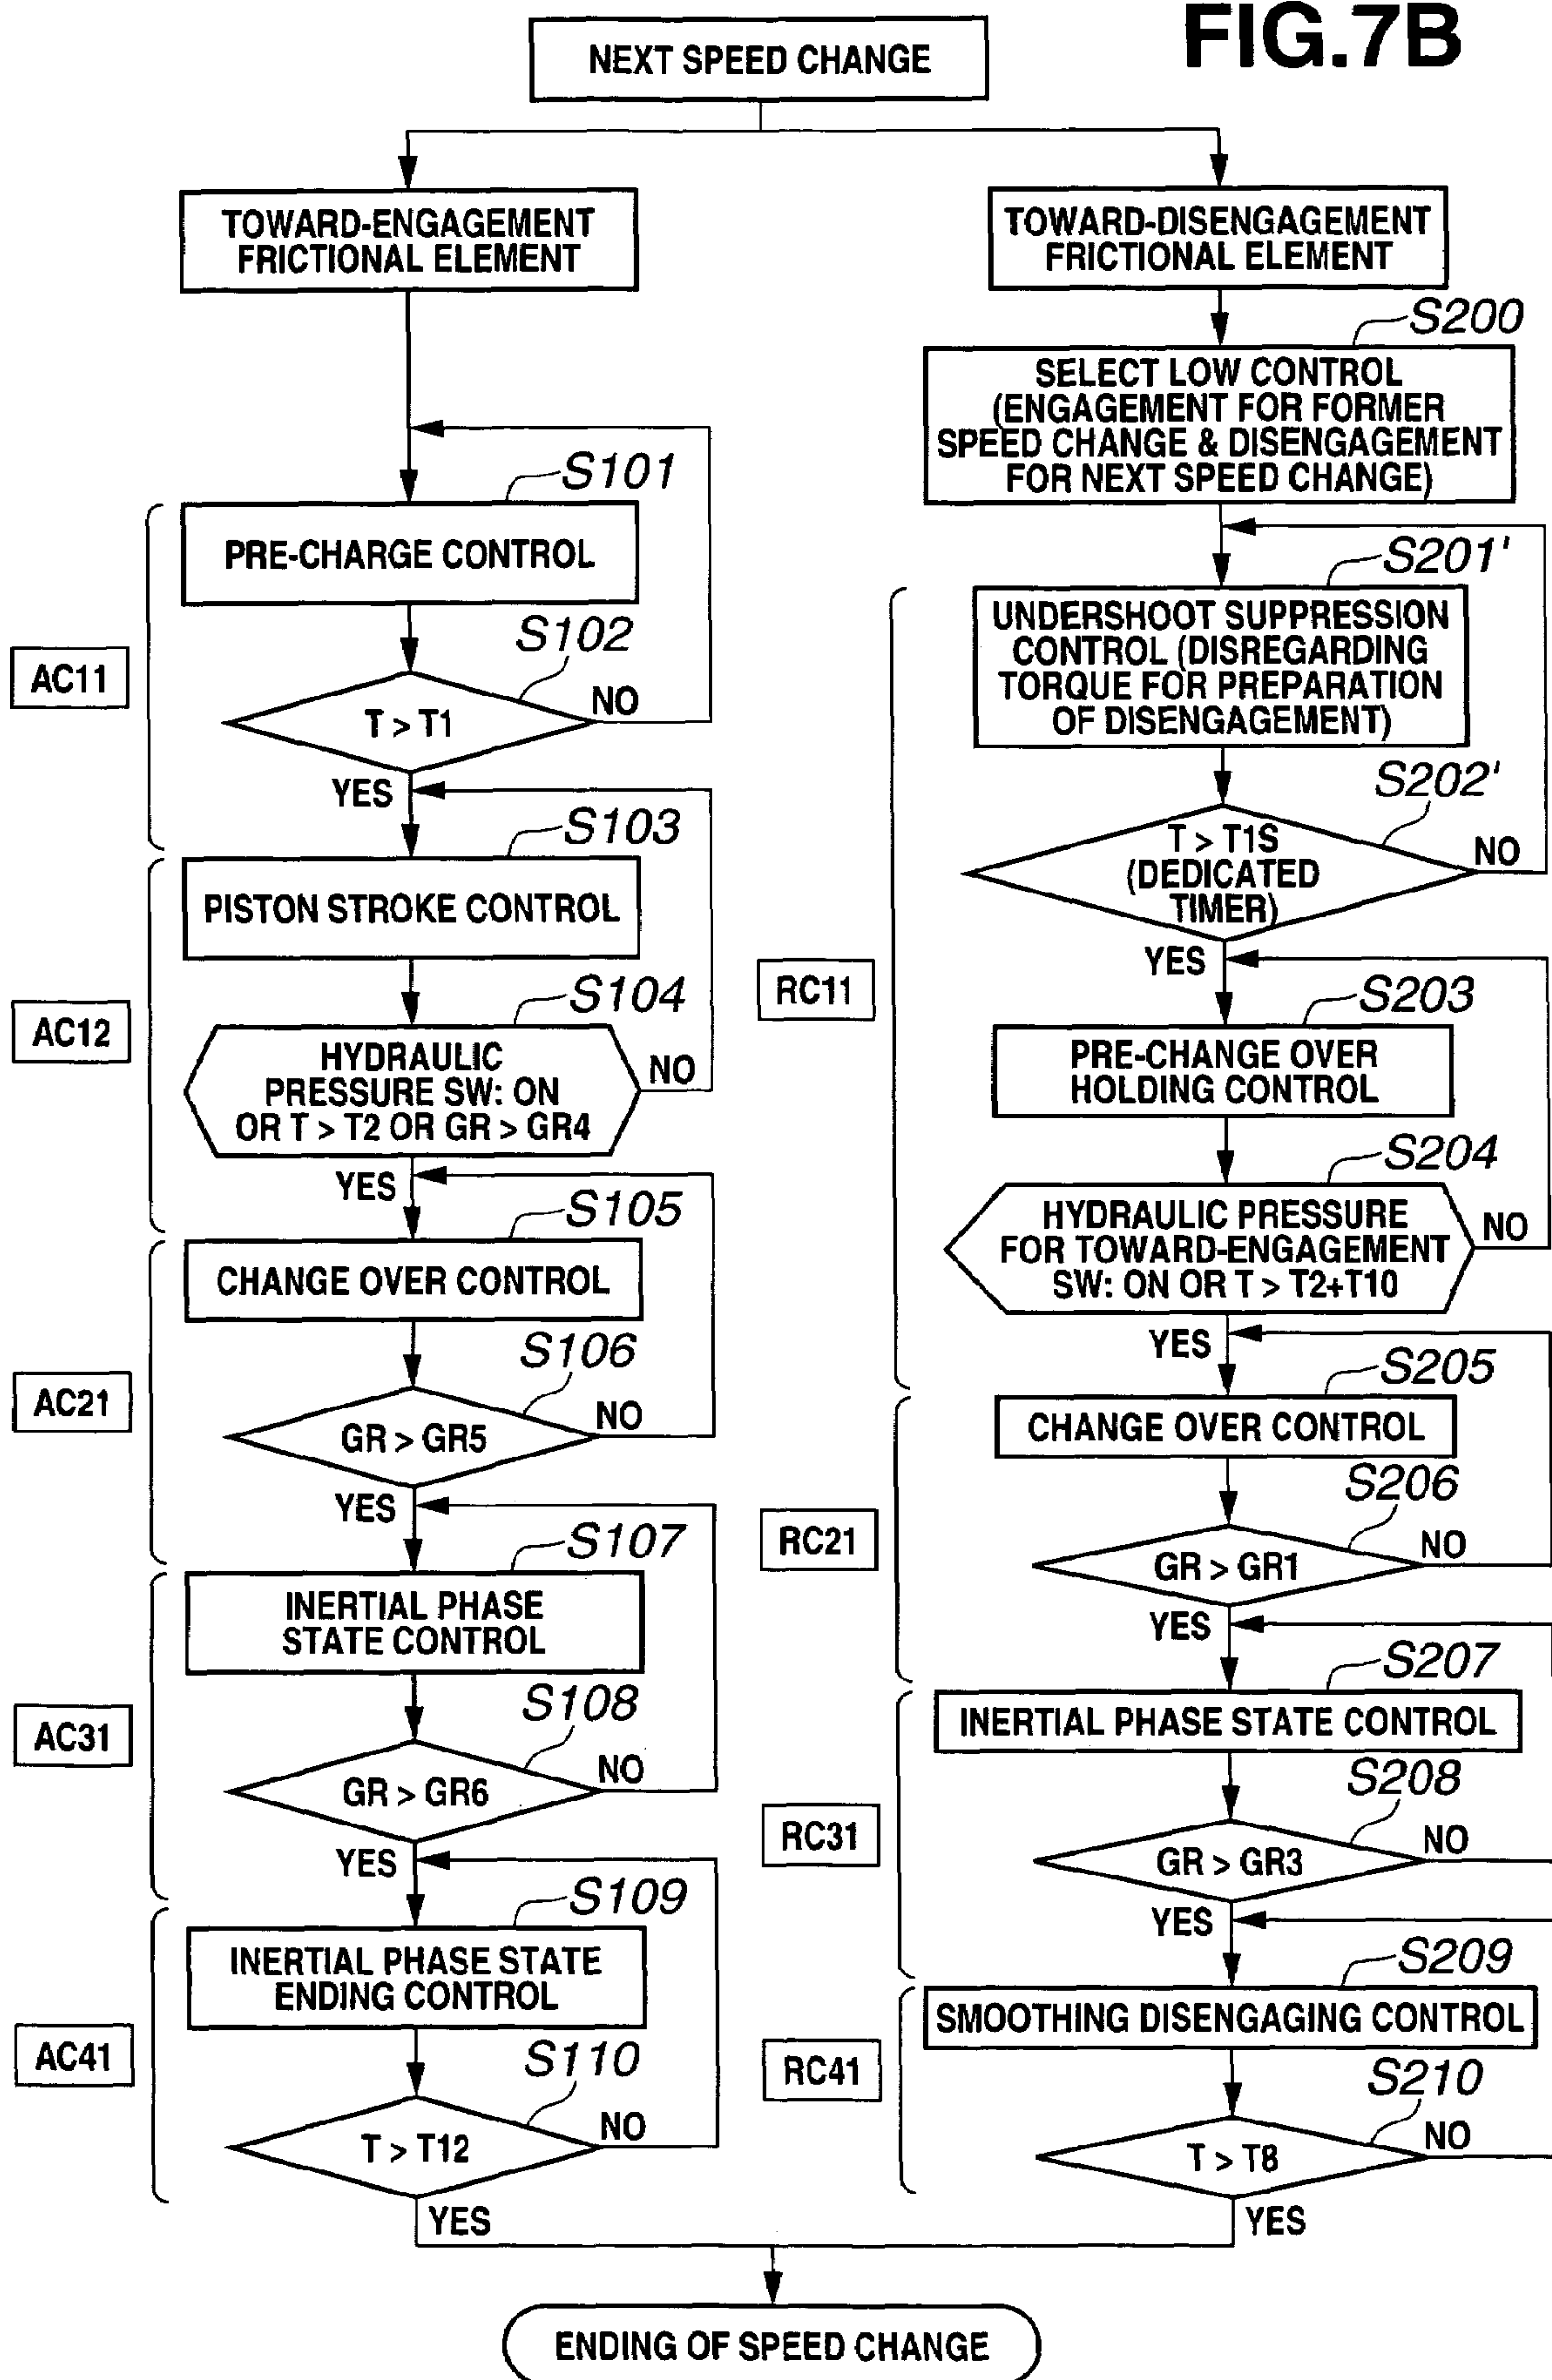 FIG.7B
NEXT SPEED CHANGE
TOWARD-ENGAGEMENT
FRICTIONAL ELEMENT
S101
PRE-CHARGE CONTROL
S102
AC11
T > T1
NO
YES
S103
PISTON STROKE CONTROL
S104
AC12
HYDRAULIC
PRESSURE SW: ON
OR T > T2 OR GR > GR4
NO
YES
S105
CHANGE OVER CONTROL
S106
AC21
GR > GR5
NO
YES
S107
INERTIAL PHASE
STATE CONTROL
S108
AC31
GR > GR6
NO
YES
S109
INERTIAL PHASE STATE
ENDING CONTROL
S110
AC41
T > T12
NO
YES
TOWARD-DISENGAGEMENT
FRICTIONAL ELEMENT
S200
SELECT LOW CONTROL
(ENGAGEMENT FOR FORMER
SPEED CHANGE & DISENGAGEMENT
FOR NEXT SPEED CHANGE)
S201'
UNDERSHOOT SUPPRESSION
CONTROL (DISREGARDING
TORQUE FOR PREPARATION
OF DISENGAGEMENT)
S202'
T > T1S
(DEDICATED
TIMER)
NO
YES
RC11
S203
PRE-CHANGE OVER
HOLDING CONTROL
S204
HYDRAULIC PRESSURE
FOR TOWARD-ENGAGEMENT
SW: ON OR T > T2+T10
NO
YES
S205
CHANGE OVER CONTROL
S206
RC21
GR > GR1
NO
YES
S207
INERTIAL PHASE STATE CONTROL
S208
RC31
GR > GR3
NO
YES
S209
SMOOTHING DISENGAGING CONTROL
S210
RC41
T > T8
NO
YES
ENDING OF SPEED CHANGE